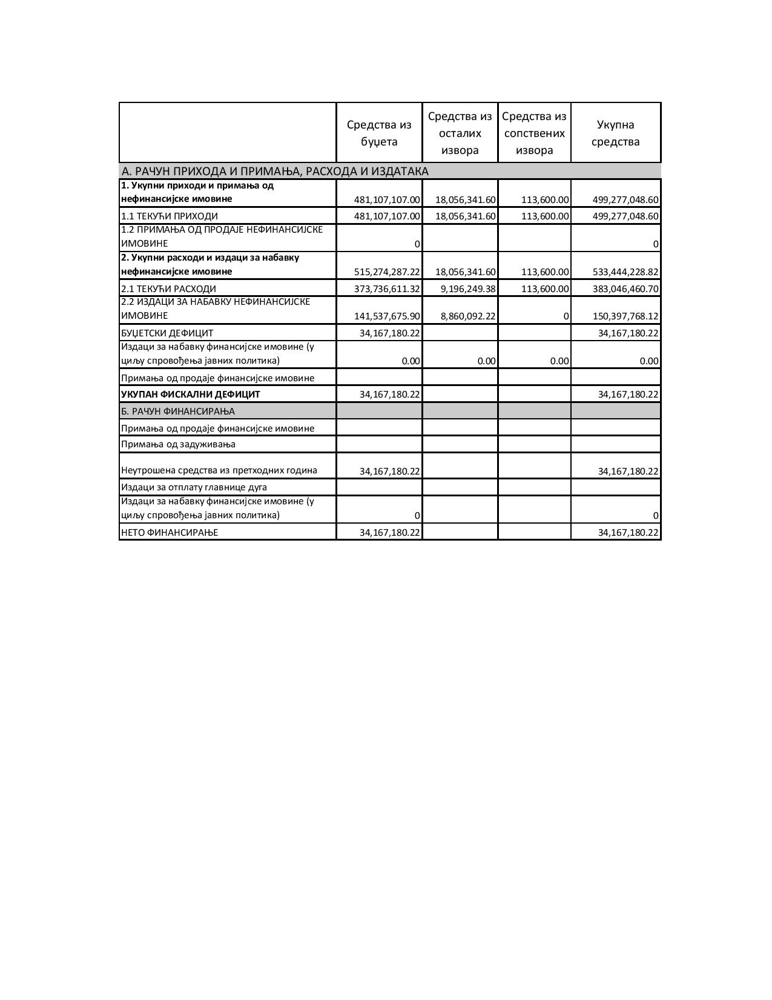 Средства из
буџета
Средства из
осталих
извора
Средства из
сопствених
извора
Укупна
средства
А. РАЧУН ПРИХОДА И ПРИМАЊА, РАСХОДА И ИЗДАТАКА
1. Укупни приходи и примања од
нефинансијске имовине 481,107,107.00 18,056,341.60 113,600.00 499,277,048.60
1.1 ТЕКУЋИ ПРИХОДИ 481,107,107.00 18,056,341.60 113,600.00 499,277,048.60
1.2 ПРИМАЊА ОД ПРОДАЈЕ НЕФИНАНСИЈСКЕ
ИМОВИНЕ 0 0
2. Укупни расходи и издаци за набавку
нефинансијске имовине 515,274,287.22 18,056,341.60 113,600.00 533,444,228.82
2.1 ТЕКУЋИ РАСХОДИ 373,736,611.32 9,196,249.38 113,600.00 383,046,460.70
2.2 ИЗДАЦИ ЗА НАБАВКУ НЕФИНАНСИЈСКЕ
ИМОВИНЕ 141,537,675.90 8,860,092.22 0 150,397,768.12
БУЏЕТСКИ ДЕФИЦИТ 34,167,180.22 34,167,180.22
Издаци за набавку финансијске имовине (у
циљу спровођења јавних политика) 0.00 0.00 0.00 0.00
Примања од продаје финансијске имовине
УКУПАН ФИСКАЛНИ ДЕФИЦИТ 34,167,180.22 34,167,180.22
Б. РАЧУН ФИНАНСИРАЊА
Примања од продаје финансијске имовине
Примања од задуживања
Неутрошена средства из претходних година 34,167,180.22 34,167,180.22
Издаци за отплату главнице дуга
Издаци за набавку финансијске имовине (у
циљу спровођења јавних политика) 0 0
НЕТО ФИНАНСИРАЊЕ 34,167,180.22 34,167,180.22